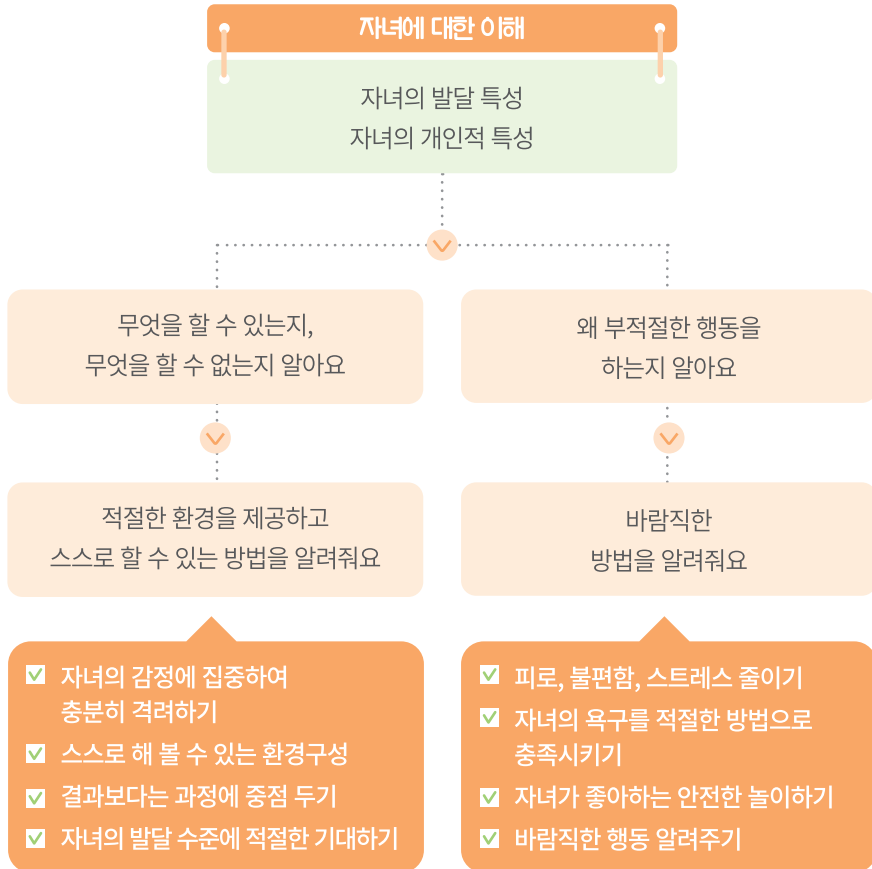 자녀에 대한 이해
자녀의 발달 특성
자녀의 개인적 특성
무엇을 할 수 있는지,
무엇을 할 수 없는지 알아요
왜 부적절한 행동을
하는지 알아요
적절한 환경을 제공하고
스스로 할 수 있는 방법을 알려줘요
바람직한
방법을 알려줘요
자녀의 감정에 집중하여
충분히 격려하기
스스로 해 볼 수 있는 환경구성
결과보다는 과정에 중점 두기
자녀의 발달 수준에 적절한 기대하기
피로, 불편함, 스트레스 줄이기
자녀의 욕구를 적절한 방법으로
충족시키기
자녀가 좋아하는 안전한 놀이하기
바람직한 행동 알려주기